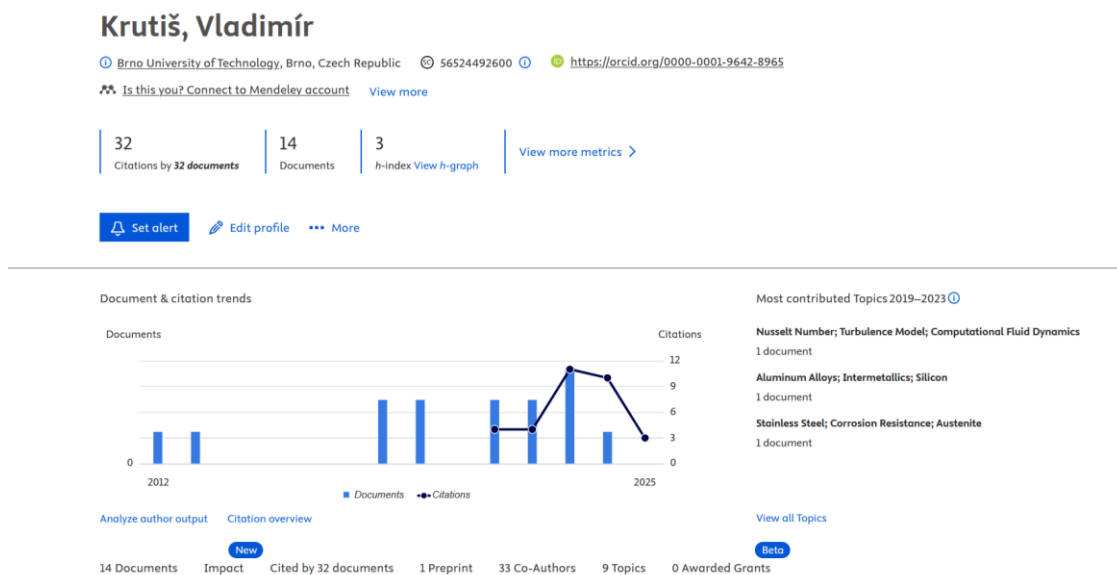 Krutiš, Vladimír
Brno University of Technology, Brno, Czech Republic SC 56524492600 iD https://orcid.org/0000-0001-9642-8965
Is this you? Connect to Mendeley account View more
32 14 3
Citations by 32 documents Documents h-index View h-graph View more metrics
Set alert Edit profile More
Document & citation trends Most contributed Topics 2019–2023
Documents Citations Nusselt Number; Turbulence Model; Computational Fluid Dynamics
1 document
12
Aluminum Alloys; Intermetallics; Silicon
9
1 document
6
Stainless Steel; Corrosion Resistance; Austenite
3
1 document
0 0
2012 2025
Documents Citations
Analyze author output Citation overview View all Topics
New Beta
14 Documents Impact Cited by 32 documents 1 Preprint 33 Co-Authors 9 Topics 0 Awarded Grants